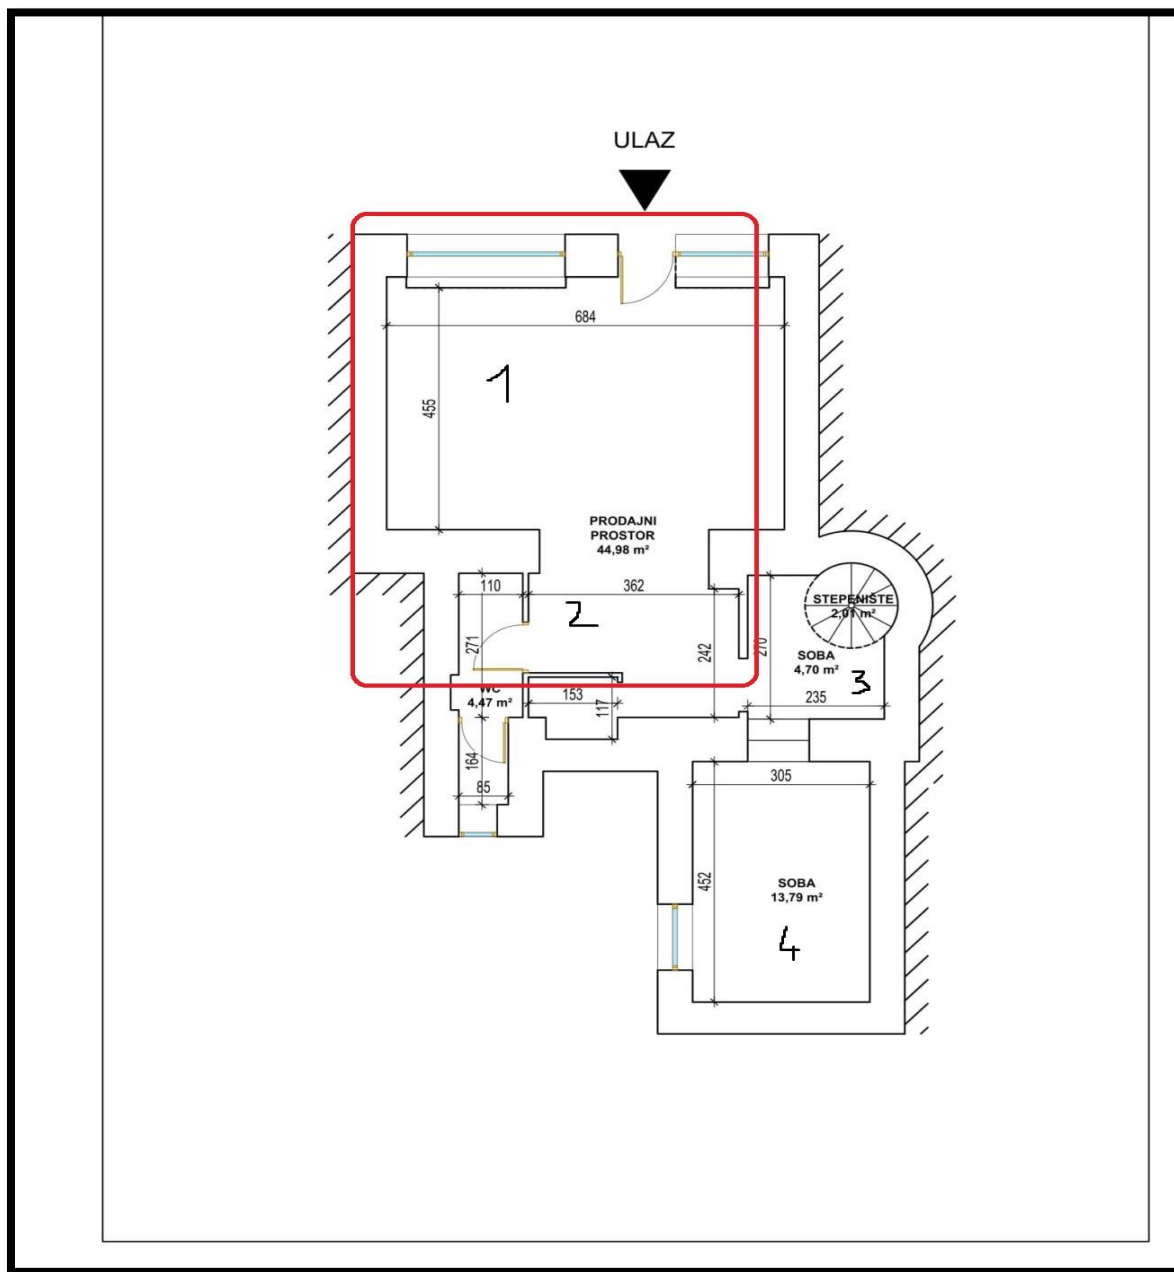 ULAZ
684
1
455
PRODAJNI
PROSTOR
44,98 m²
110
362
2
STEPENIŠTE
2,01 m²
271
242
270
SOBA
4,70 m²
3
WC
4,47 m²
153
117
235
164
85
305
452
SOBA
13,79 m²
4